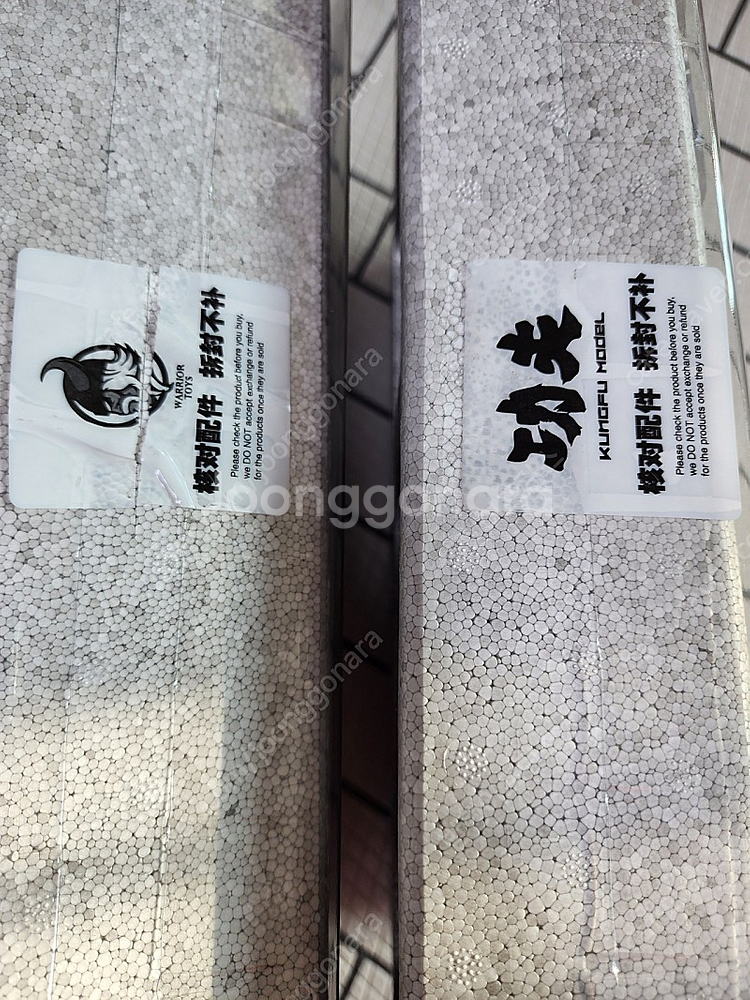 WARRIOR
TOYS
核对配件 拆封不补
Please check the product before you buy,
we DO NOT accept exchange or refund
for the products once they are sold
功夫
KUNGFU MODEL
核对配件 拆封不补
Please check the product before you buy,
we DO NOT accept exchange or refund
for the products once they are sold
joonggonara